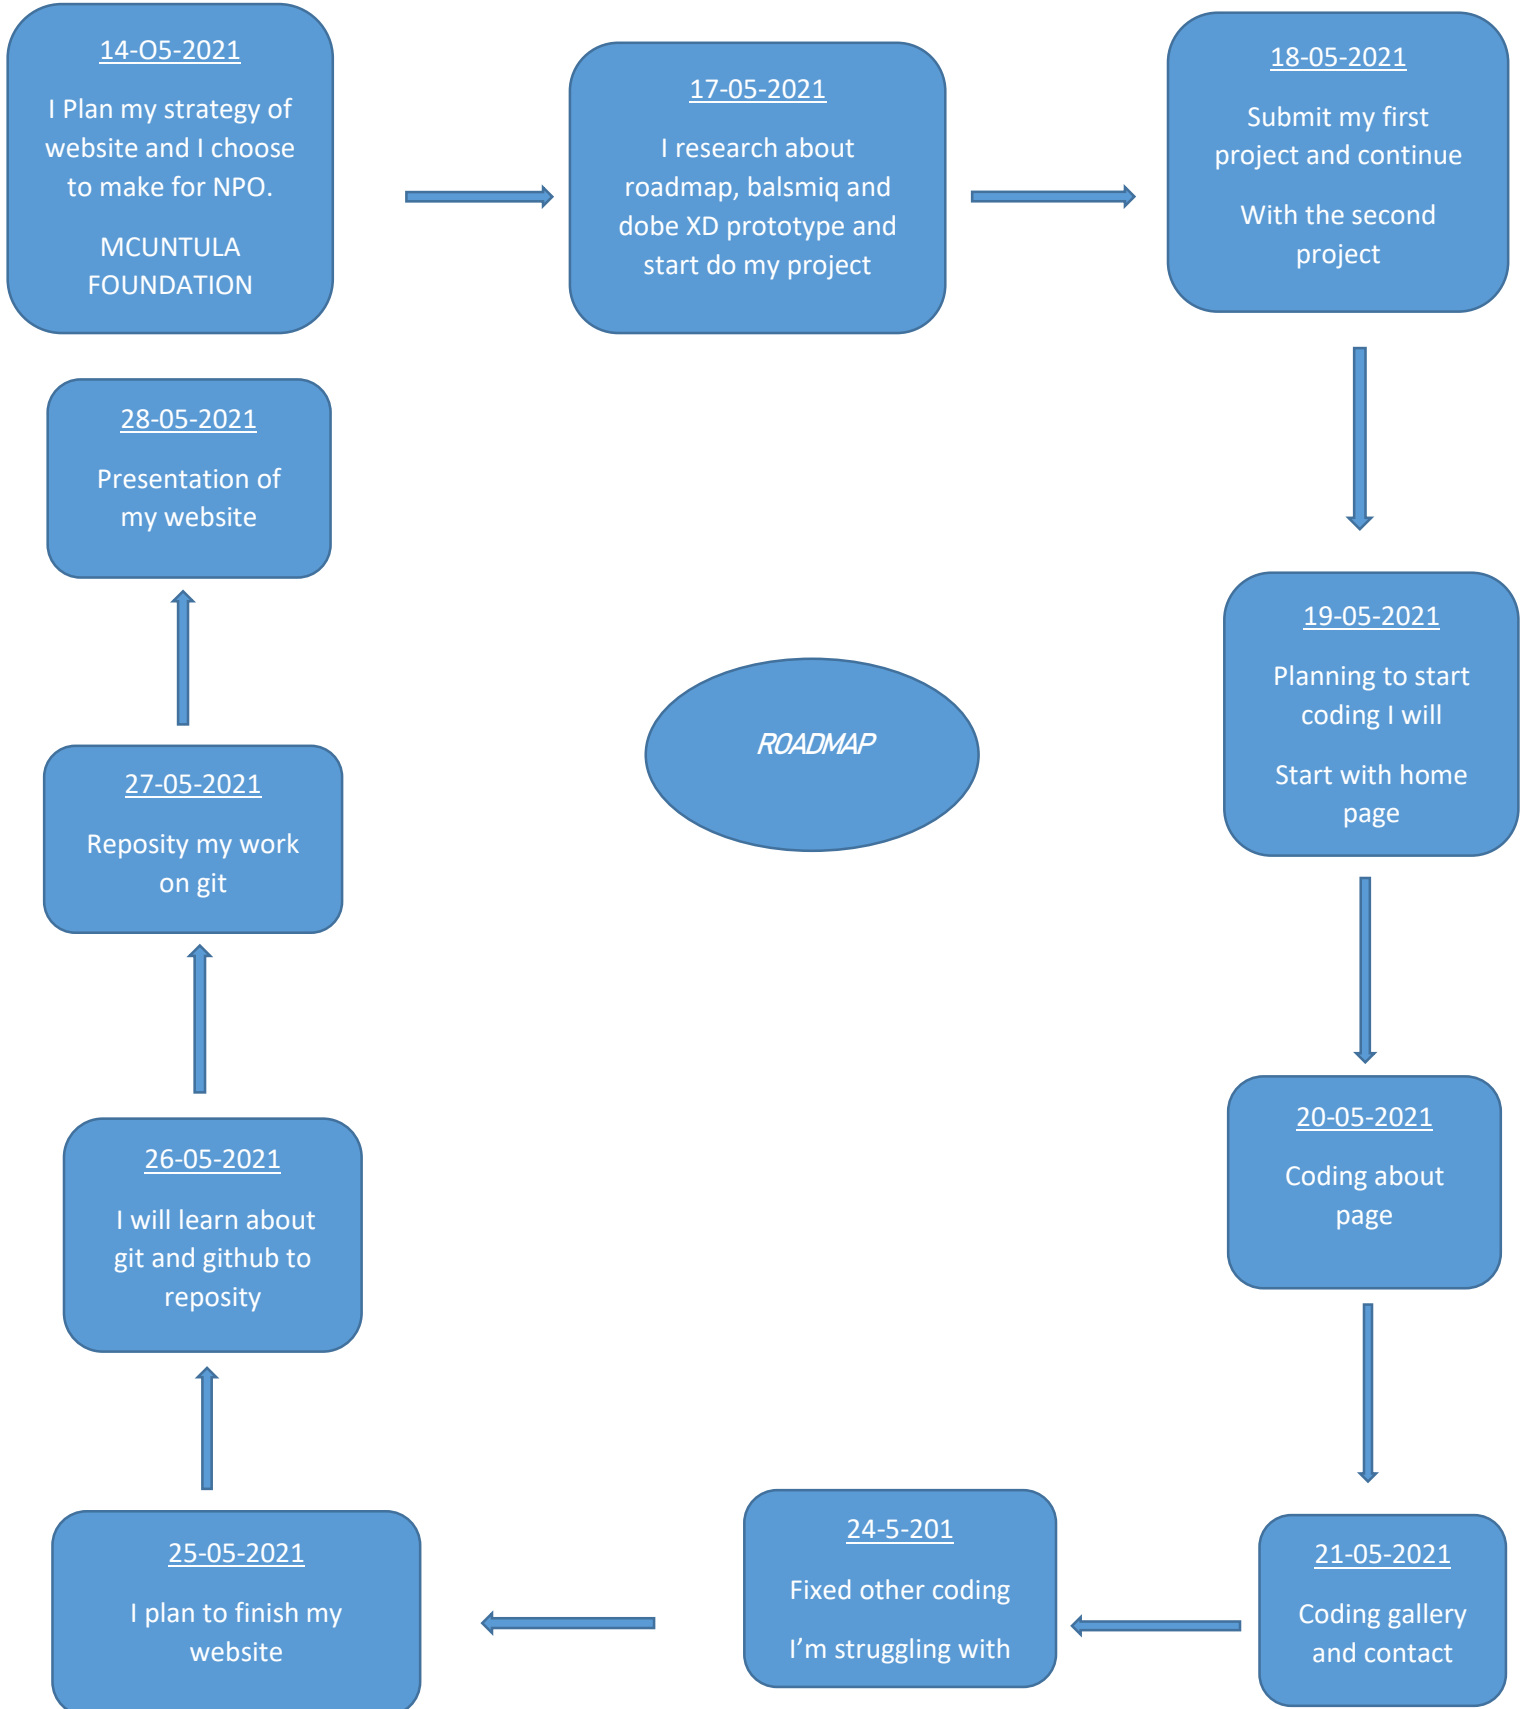 14-O5-2021
I Plan my strategy of
website and I choose
to make for NPO.
MCUNTULA
FOUNDATION
17-05-2021
I research about
roadmap, balsmiq and
dobe XD prototype and
start do my project
18-05-2021
Submit my first
project and continue
With the second
project
19-05-2021
Planning to start
coding I will
Start with home
page
20-05-2021
Coding about
page
21-05-2021
Coding gallery
and contact
24-5-201
Fixed other coding
I'm struggling with
25-05-2021
I plan to finish my
website
26-05-2021
I will learn about
git and github to
reposity
27-05-2021
Reposity my work
on git
28-05-2021
Presentation of
my website
ROADMAP